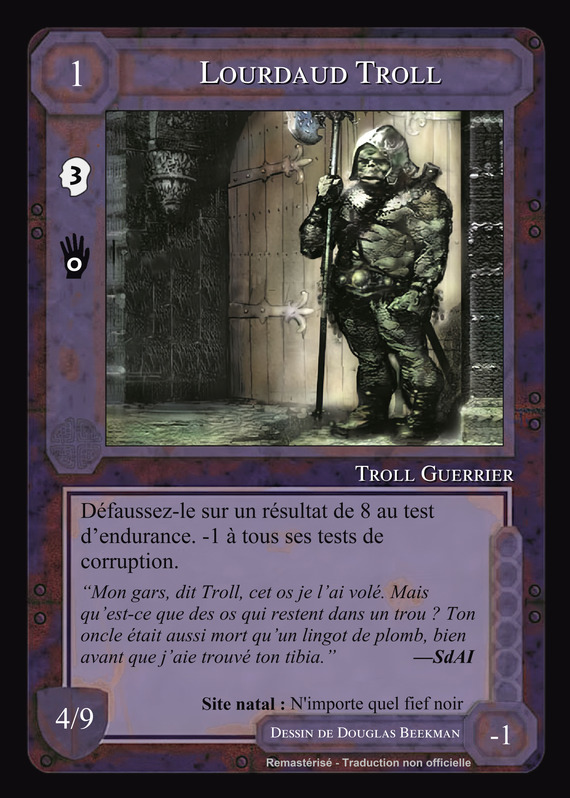 1
Lourdaud Troll
3
0
Troll Guerrier
Défaussez-le sur un résultat de 8 au test
d'endurance. -1 à tous ses tests de
corruption.
“Mon gars, dit Troll, cet os je l'ai volé. Mais
qu'est-ce que des os qui restent dans un trou ? Ton
oncle était aussi mort qu'un lingot de plomb, bien
avant que j'aie trouvé ton tibia.” —SdAI
Site natal : N'importe quel fief noir
4/9
Dessin de Douglas Beekman
-1
Remastérisé - Traduction non officielle